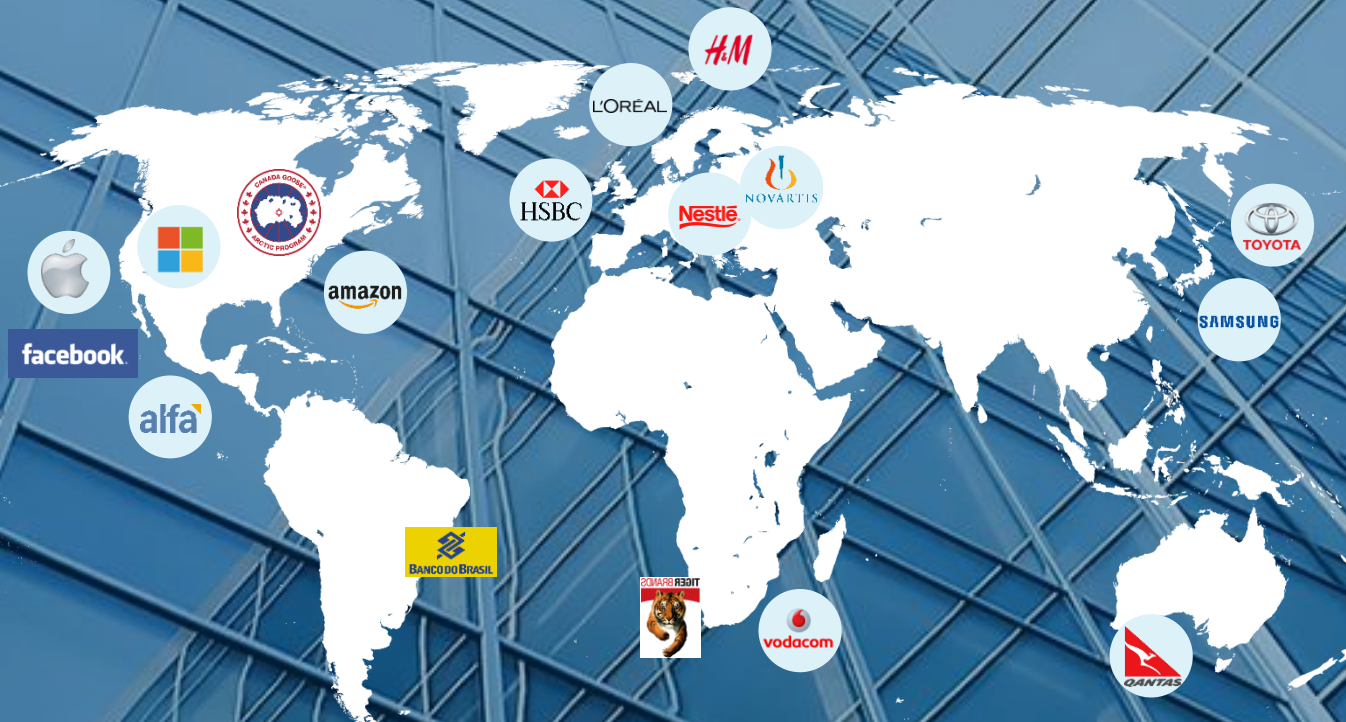 H&M
L'ORÉAL
CANADA GOOSE®
ARCTIC PROGRAM
HSBC
Nestlé®
NOVARTIS
TOYOTA
amazon
SAMSUNG
facebook®
alfa
BANCO DO BRASIL
TIGER BRANDS
vodacom
QANTAS